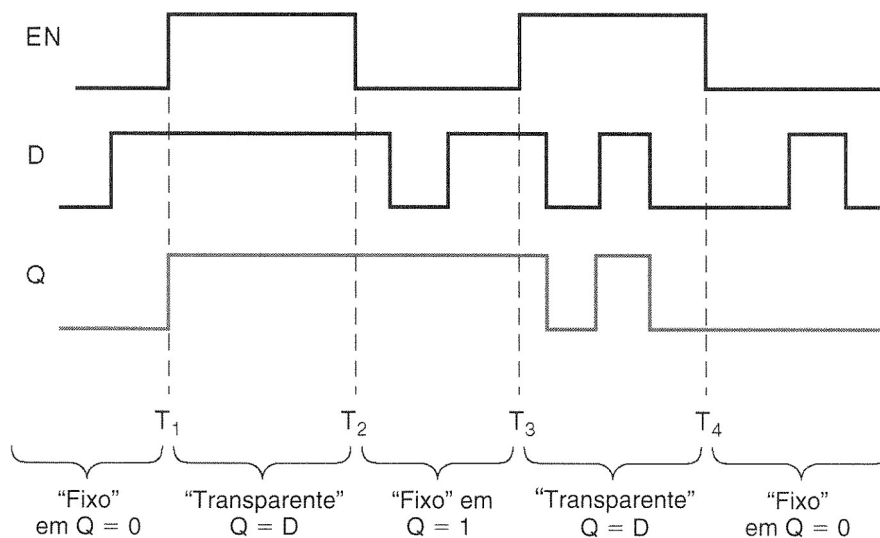 EN
D
Q
T₁
T₂
T₃
T₄
“Fixo”
em Q = 0
“Transparente”
Q = D
“Fixo” em
Q = 1
“Transparente”
Q = D
“Fixo”
em Q = 0